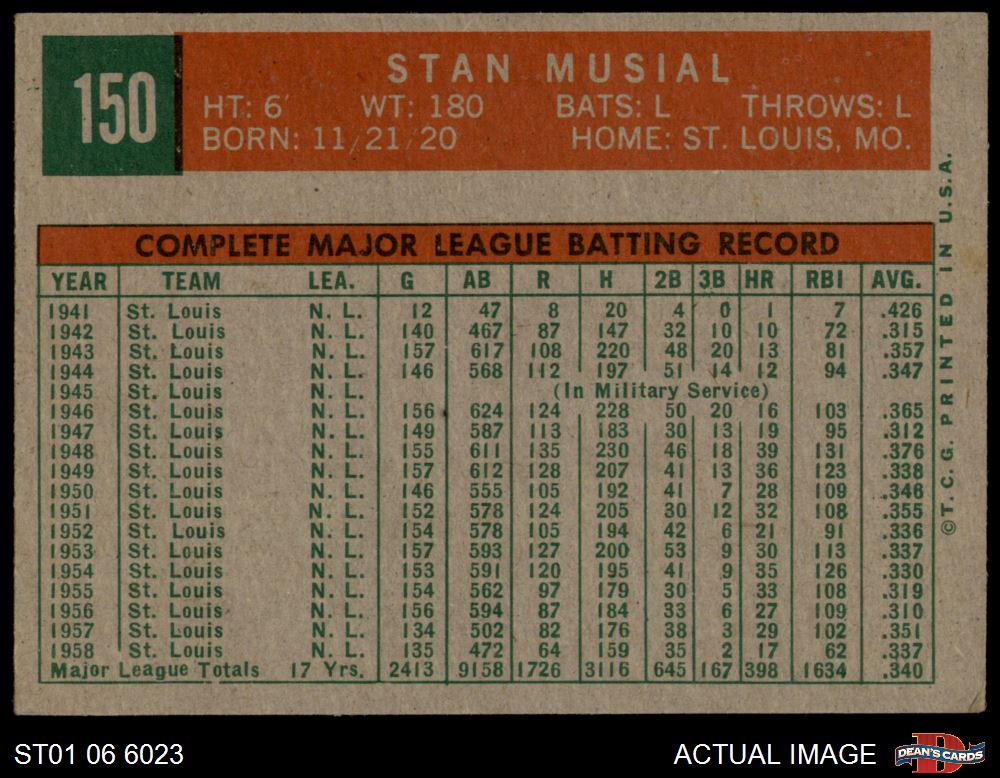 150
STAN MUSIAL
HT: 6' WT: 180 BATS: L THROWS: L
BORN: 11/21/20 HOME: ST. LOUIS, MO.
COMPLETE MAJOR LEAGUE BATTING RECORD
YEAR TEAM LEA. G AB R H 2B 3B HR RBI AVG.
1941 St. Louis N. L. 12 47 8 20 4 0 1 7 .426
1942 St. Louis N. L. 140 467 87 147 32 10 10 72 .315
1943 St. Louis N. L. 157 617 108 220 48 20 13 81 .357
1944 St. Louis N. L. 146 568 112 197 51 14 12 94 .347
1945 St. Louis N. L. (In Military Service)
1946 St. Louis N. L. 156 624 124 228 50 20 16 103 .365
1947 St. Louis N. L. 149 587 113 183 30 13 19 95 .312
1948 St. Louis N. L. 155 611 135 230 46 18 39 131 .376
1949 St. Louis N. L. 157 612 128 207 41 13 36 123 .338
1950 St. Louis N. L. 146 555 105 192 41 7 28 109 .346
1951 St. Louis N. L. 152 578 124 205 30 12 32 108 .355
1952 St. Louis N. L. 154 578 105 194 42 6 21 91 .336
1953 St. Louis N. L. 157 593 127 200 53 9 30 113 .337
1954 St. Louis N. L. 153 591 120 195 41 9 35 126 .330
1955 St. Louis N. L. 154 562 97 179 30 5 33 108 .319
1956 St. Louis N. L. 156 594 87 184 33 6 27 109 .310
1957 St. Louis N. L. 134 502 82 176 38 3 29 102 .351
1958 St. Louis N. L. 135 472 64 159 35 2 17 62 .337
Major League Totals 17 Yrs. 2413 9158 1726 3116 645 167 398 1634 .340
©T.C.G. PRINTED IN U.S.A.
ST01 06 6023
ACTUAL IMAGE
D
DEAN'S CARDS